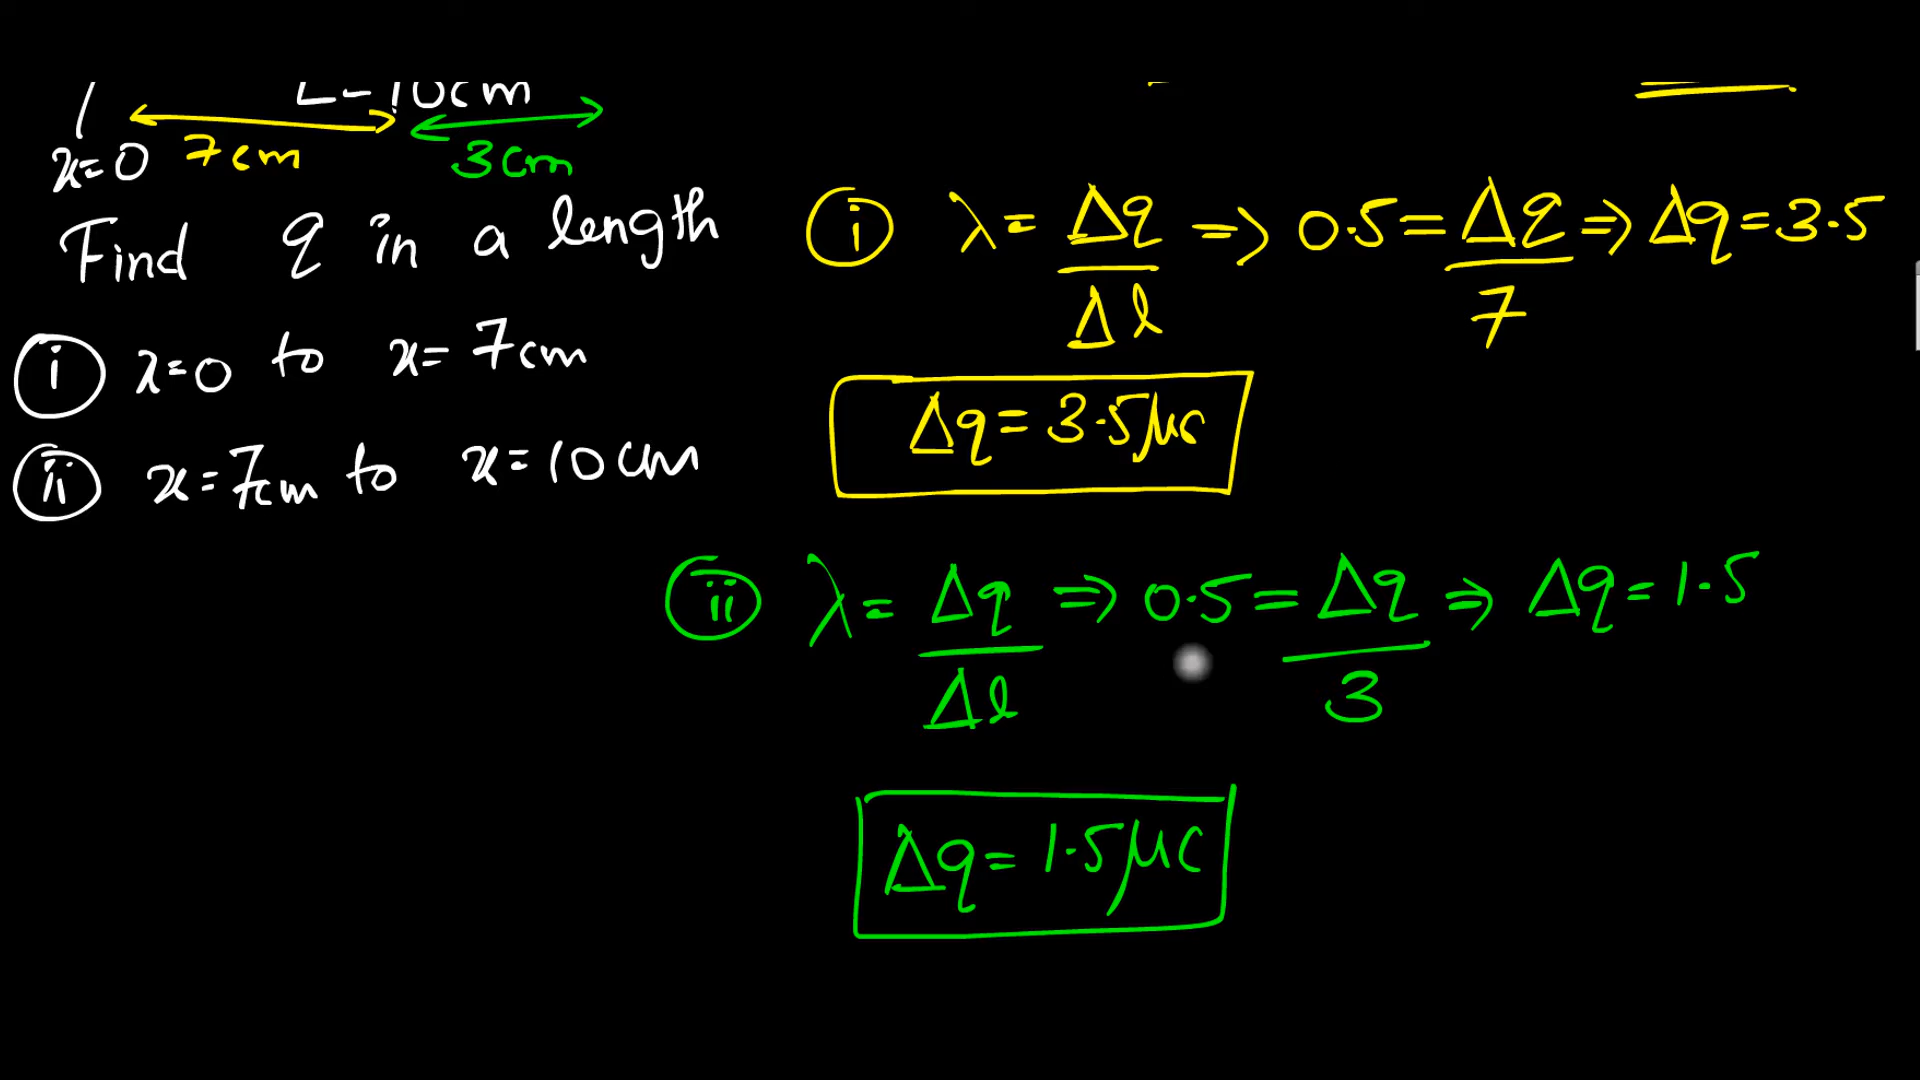 L=10cm
x=0 7cm 3cm
Find q in a length
(i) x=0 to x=7cm
(ii) x=7cm to x=10cm
(i) λ = Δq/Δl => 0.5 = Δq/7 => Δq = 3.5
Δq = 3.5μc
(ii) λ = Δq/Δl => 0.5 = Δq/3 => Δq = 1.5
Δq = 1.5μc